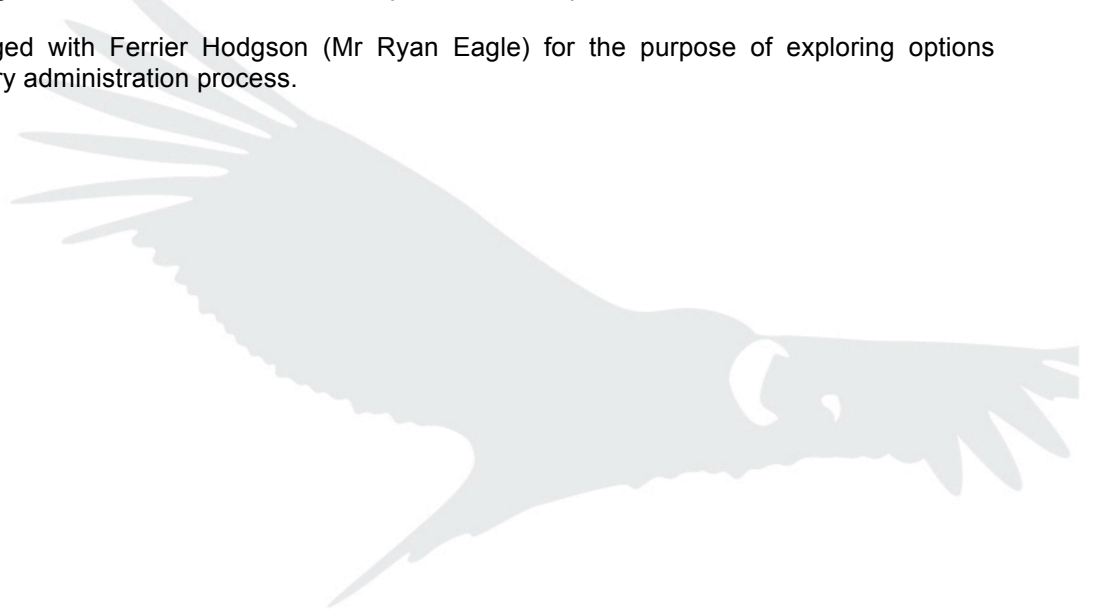 ged with Ferrier Hodgson (Mr Ryan Eagle) for the purpose of exploring options
ry administration process.